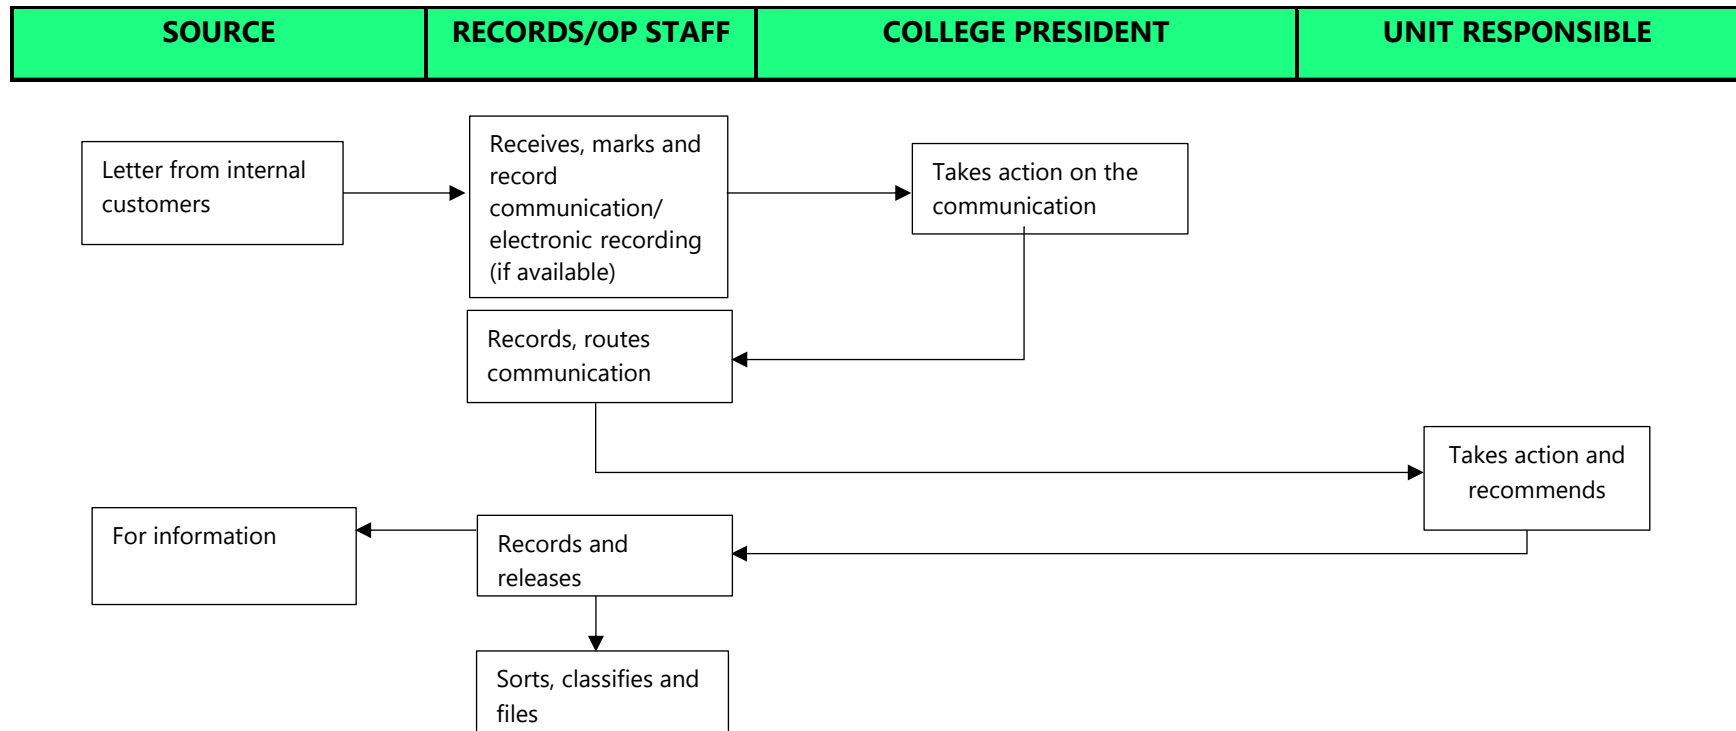 SOURCE
RECORDS/OP STAFF
COLLEGE PRESIDENT
UNIT RESPONSIBLE
Letter from internal
customers
Receives, marks and
record
communication/
electronic recording
(if available)
Takes action on the
communication
Records, routes
communication
Takes action and
recommends
For information
Records and
releases
Sorts, classifies and
files